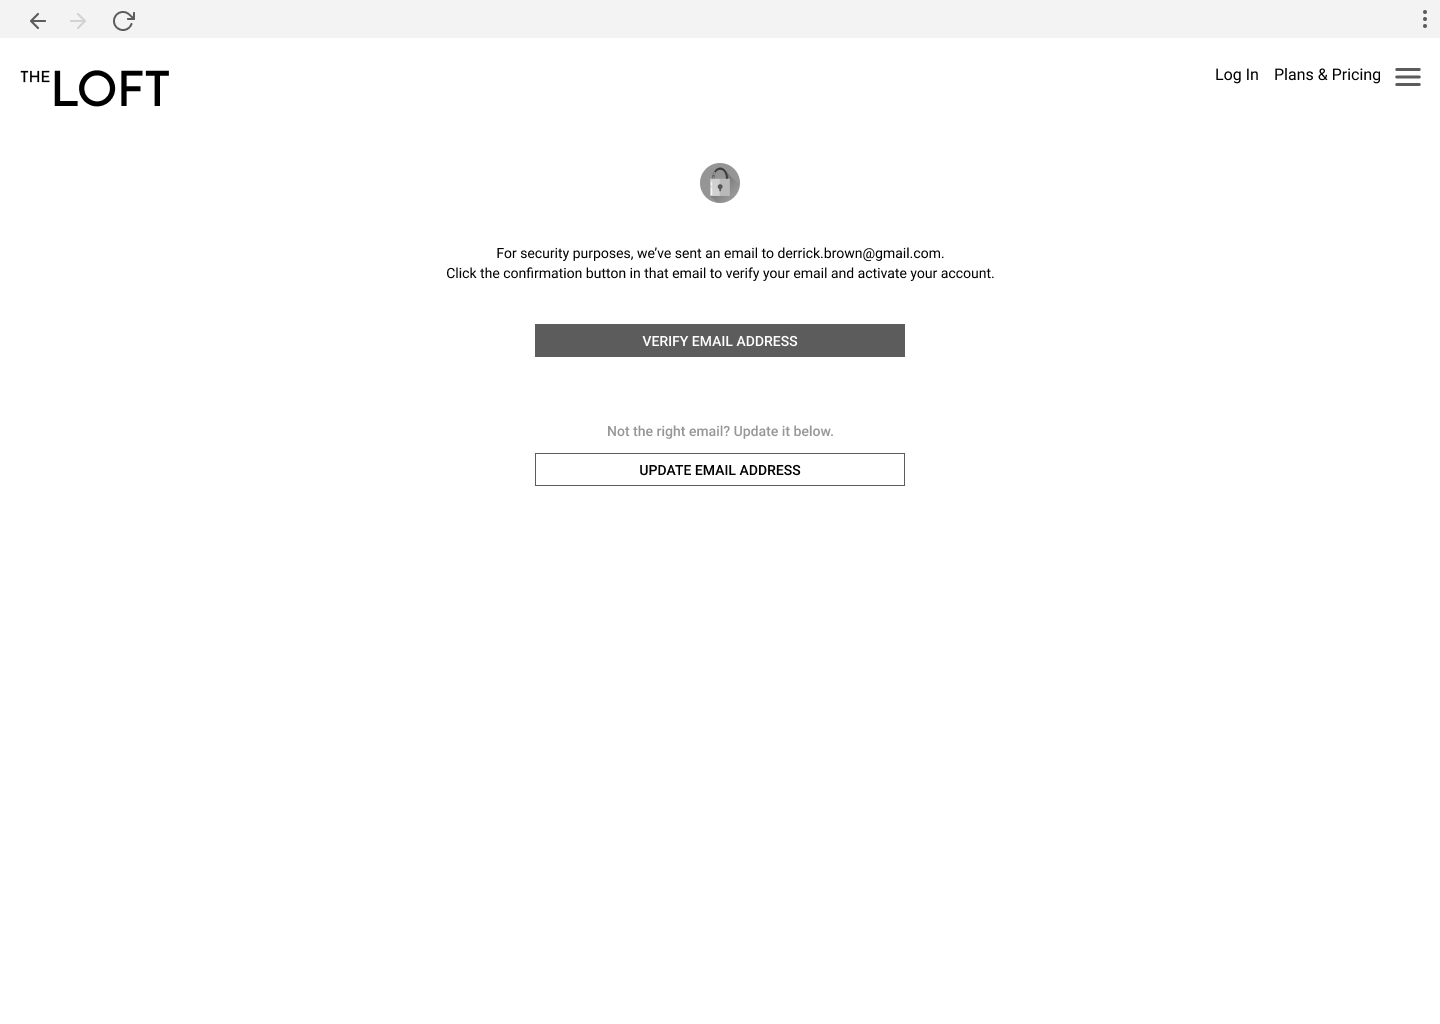 THE LOFT
Log In Plans & Pricing
For security purposes, we’ve sent an email to derrick.brown@gmail.com.
Click the confirmation button in that email to verify your email and activate your account.
VERIFY EMAIL ADDRESS
Not the right email? Update it below.
UPDATE EMAIL ADDRESS